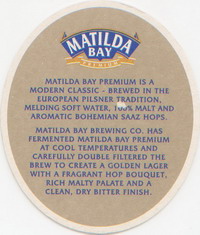 MATILDA
BAY
PREMIUM
MATILDA BAY PREMIUM IS A
MODERN CLASSIC - BREWED IN THE
EUROPEAN PILSNER TRADITION,
MELDING SOFT WATER, 100% MALT AND
AROMATIC BOHEMIAN SAAZ HOPS.
MATILDA BAY BREWING CO. HAS
FERMENTED MATILDA BAY PREMIUM
AT COOL TEMPERATURES AND
CAREFULLY DOUBLE FILTERED THE
BREW TO CREATE A GOLDEN LAGER
WITH A FRAGRANT HOP BOUQUET,
RICH MALTY PALATE AND A
CLEAN, DRY BITTER FINISH.